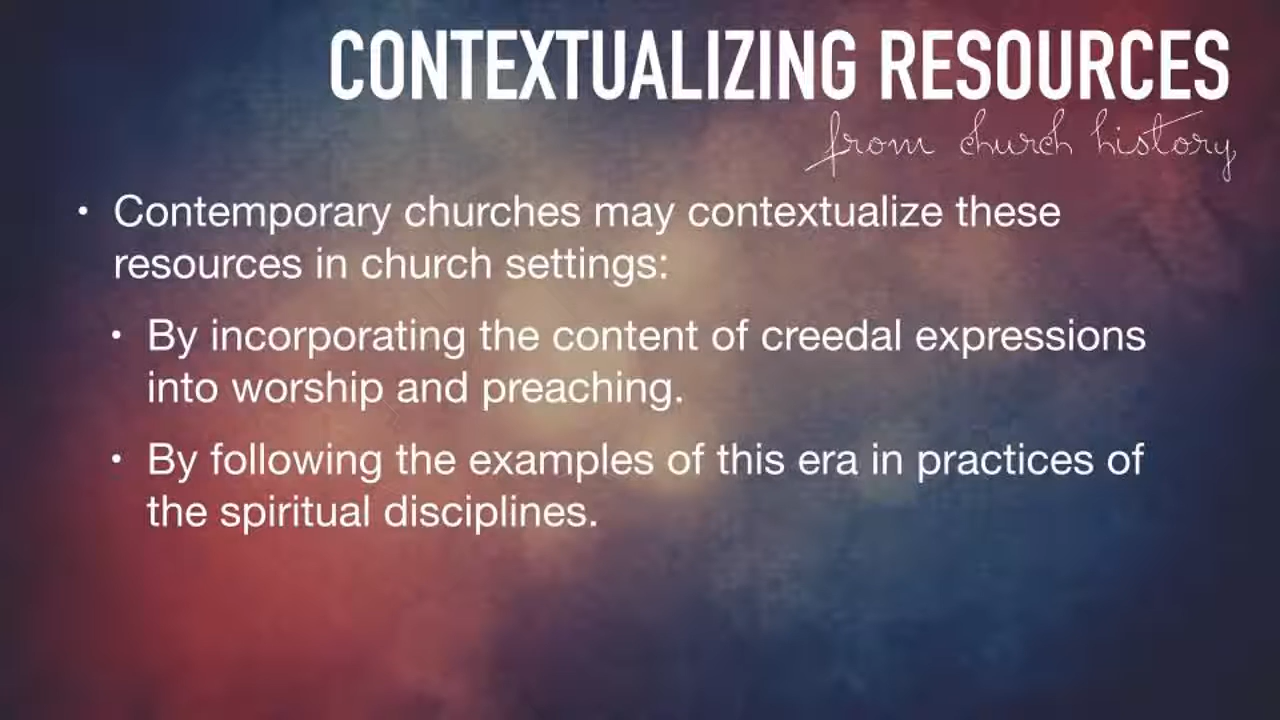 CONTEXTUALIZING RESOURCES
from church history
• Contemporary churches may contextualize these
resources in church settings:
• By incorporating the content of creedal expressions
into worship and preaching.
• By following the examples of this era in practices of
the spiritual disciplines.